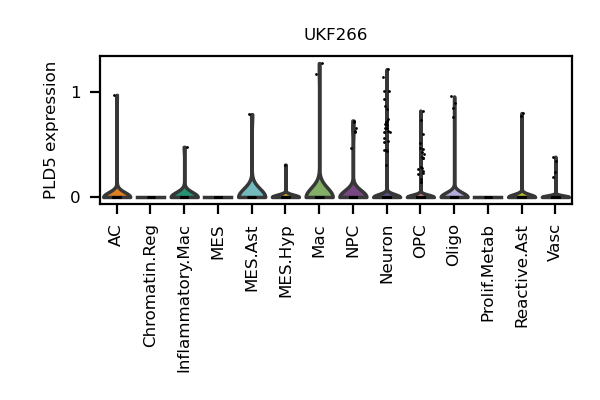 UKF266
PLD5 expression
1
0
AC
Chromatin.Reg
Inflammatory.Mac
MES
MES.Ast
MES.Hyp
Mac
NPC
Neuron
OPC
Oligo
Prolif.Metab
Reactive.Ast
Vasc